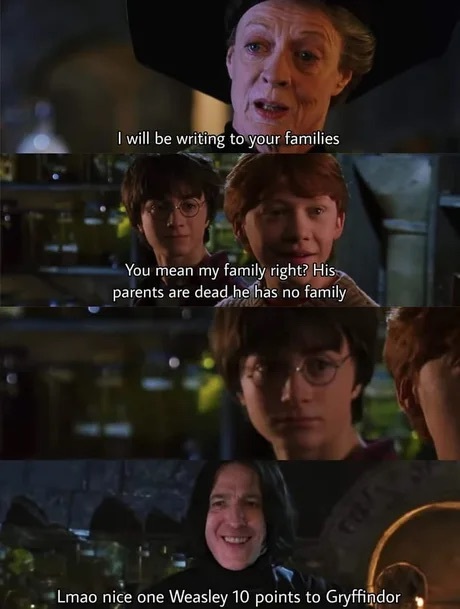 I will be writing to your families
You mean my family right? His
parents are dead he has no family
Lmao nice one Weasley 10 points to Gryffindor